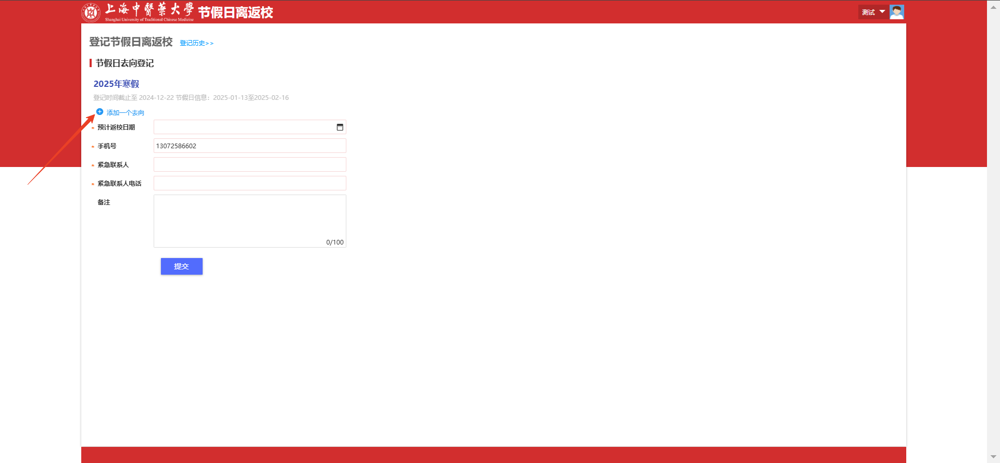 上海中醫藥大學 节假日离返校
Shanghai University of Traditional Chinese Medicine
测试
登记节假日离返校 登记历史>>
节假日去向登记
2025年寒假
登记时间截止至 2024-12-22 节假日信息：2025-01-13至2025-02-16
添加一个去向
* 预计返校日期
* 手机号 13072586602
* 紧急联系人
* 紧急联系人电话
备注
0/100
提交